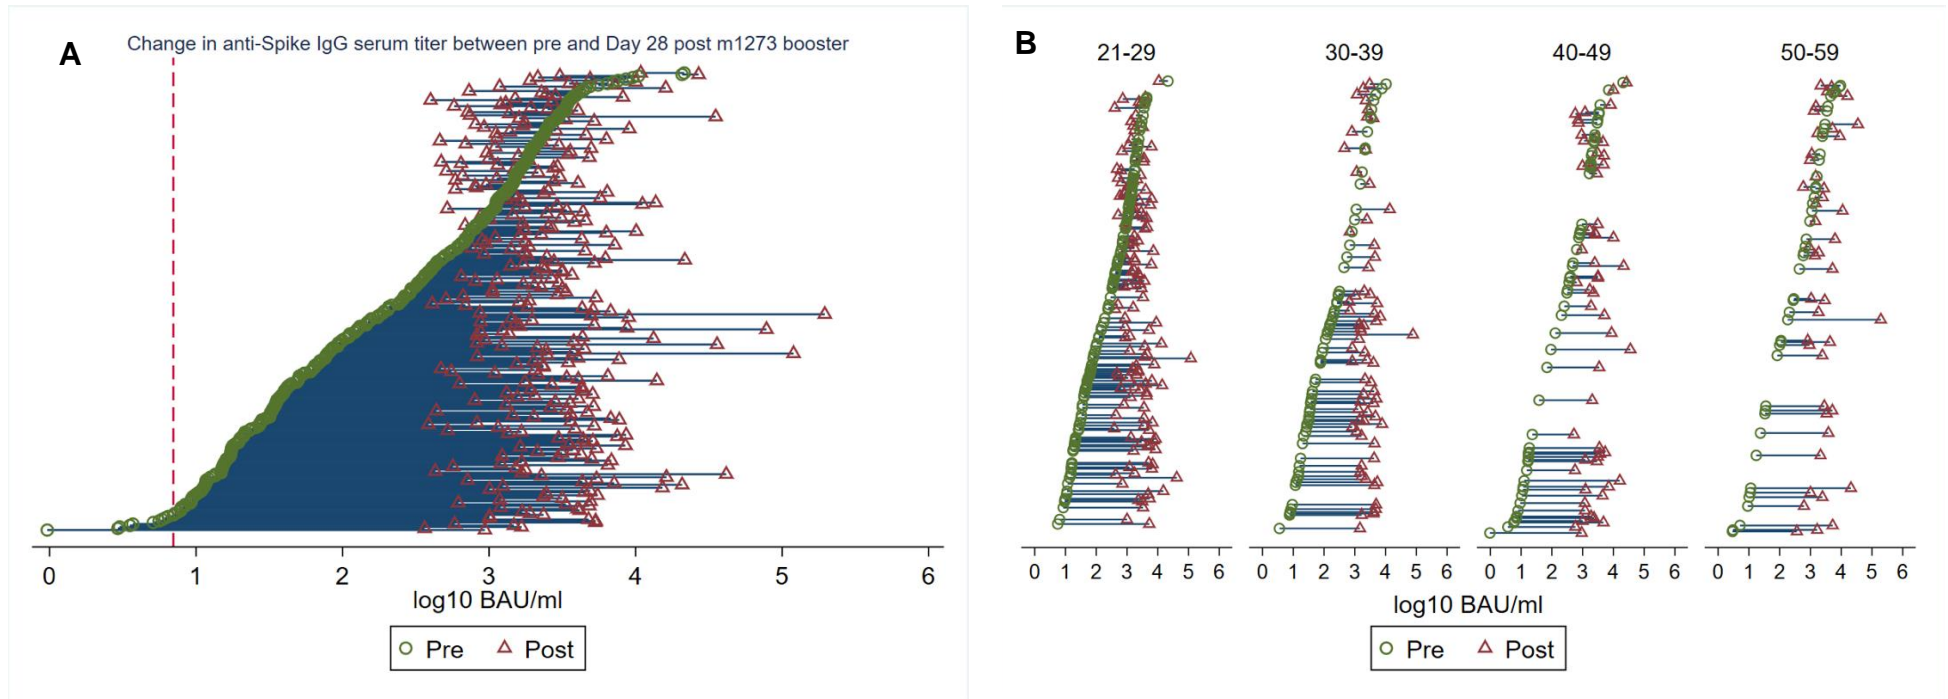 A
Change in anti-Spike IgG serum titer between pre and Day 28 post m1273 booster
0 1 2 3 4 5 6
log10 BAU/ml
Pre Post
B
21-29 30-39 40-49 50-59
0 1 2 3 4 5 6 0 1 2 3 4 5 6 0 1 2 3 4 5 6 0 1 2 3 4 5 6
log10 BAU/ml
Pre Post